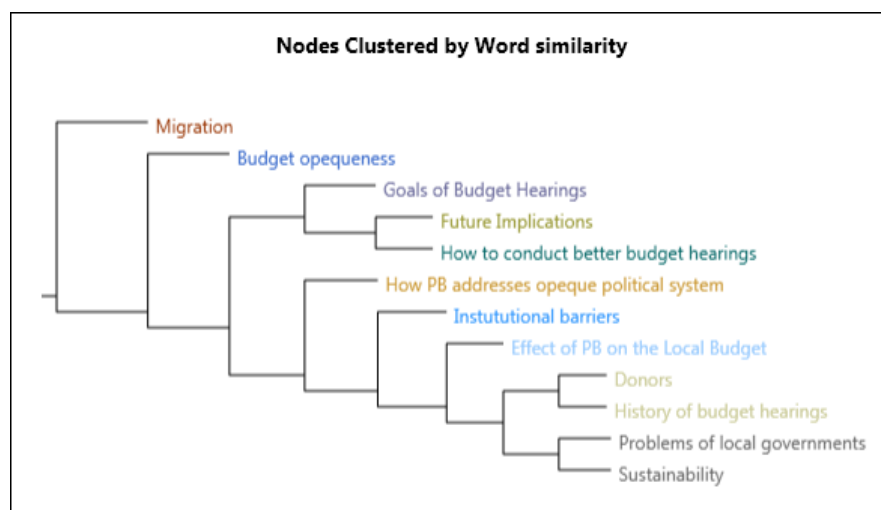 Nodes Clustered by Word similarity
Migration
Budget opequeness
Goals of Budget Hearings
Future Implications
How to conduct better budget hearings
How PB addresses opeque political system
Instututional barriers
Effect of PB on the Local Budget
Donors
History of budget hearings
Problems of local governments
Sustainability